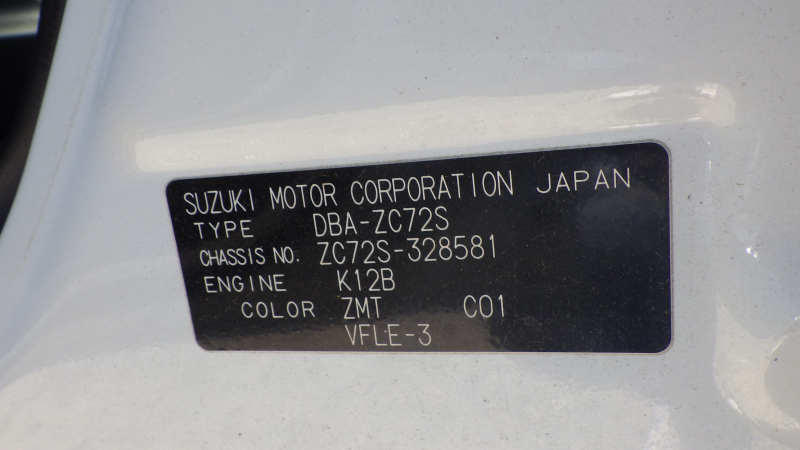 SUZUKI MOTOR CORPORATION JAPAN
TYPE DBA-ZC72S
CHASSIS NO. ZC72S-328581
ENGINE K12B
COLOR ZMT C01
VFLE-3